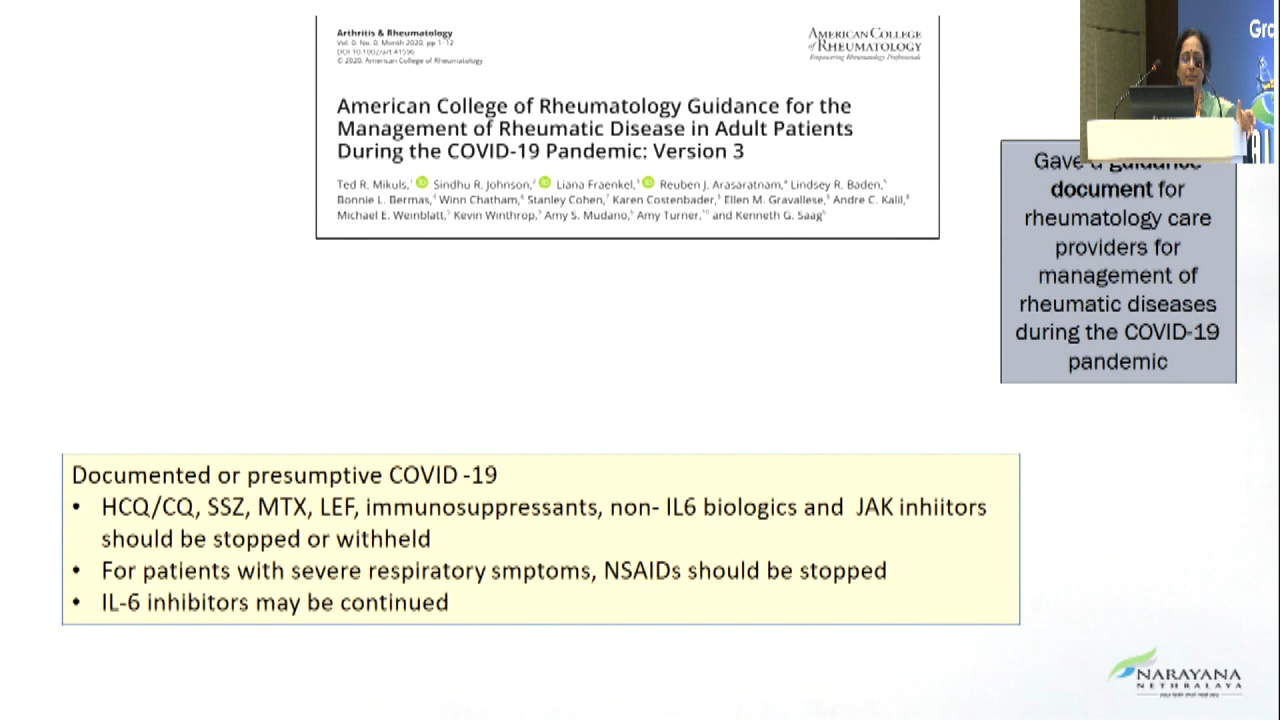 Arthritis & Rheumatology
Vol. 0, No. 0, Month 2020, pp 1–12
DOI 10.1002/art.41596
© 2020, American College of Rheumatology
AMERICAN COLLEGE
of RHEUMATOLOGY
Empowering Rheumatology Professionals
American College of Rheumatology Guidance for the
Management of Rheumatic Disease in Adult Patients
During the COVID-19 Pandemic: Version 3
Ted R. Mikuls,¹ Sindhu R. Johnson,² Liana Fraenkel,³ Reuben J. Arasaratnam,⁴ Lindsey R. Baden,⁵
Bonnie L. Bermas,⁴ Winn Chatham,⁶ Stanley Cohen,⁷ Karen Costenbader,⁵ Ellen M. Gravallese,⁵ Andre C. Kalil,⁸
Michael E. Weinblatt,⁵ Kevin Winthrop,⁹ Amy S. Mudano,⁶ Amy Turner,¹⁰ and Kenneth G. Saag⁶
Gave a guidance
document for
rheumatology care
providers for
management of
rheumatic diseases
during the COVID-19
pandemic
Documented or presumptive COVID -19
• HCQ/CQ, SSZ, MTX, LEF, immunosuppressants, non- IL6 biologics and JAK inhiitors
should be stopped or withheld
• For patients with severe respiratory smptoms, NSAIDs should be stopped
• IL-6 inhibitors may be continued
NARAYANA
NETHRALAYA